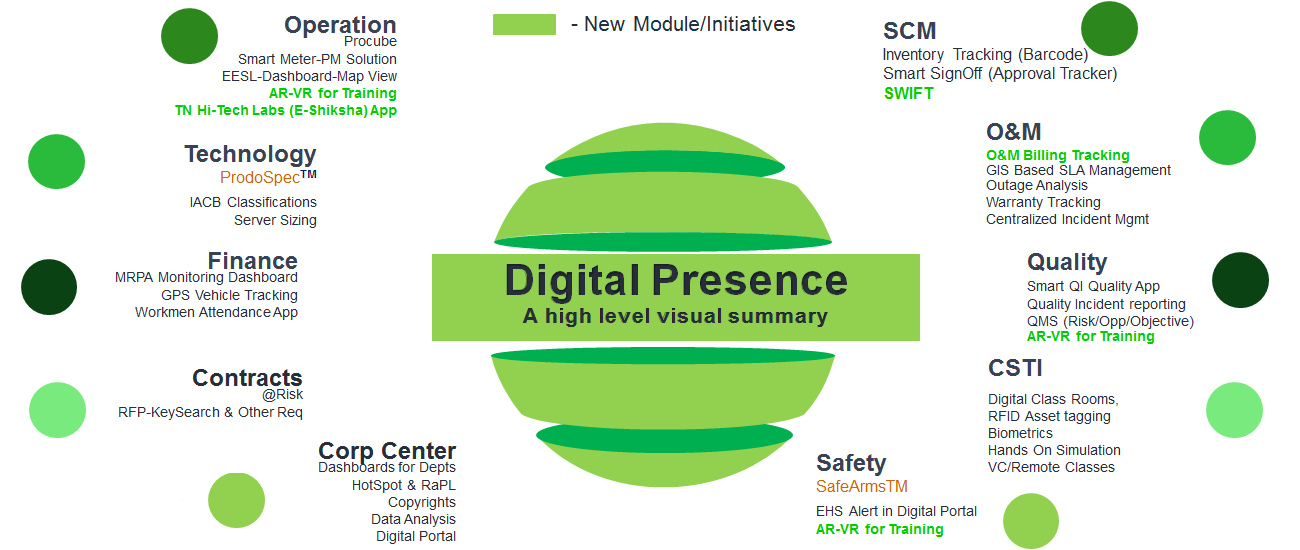 Operation
Procube
Smart Meter-PM Solution
EESL-Dashboard-Map View
AR-VR for Training
TN Hi-Tech Labs (E-Shiksha) App
Technology
ProdoSpec™
IACB Classifications
Server Sizing
Finance
MRPA Monitoring Dashboard
GPS Vehicle Tracking
Workmen Attendance App
Contracts
@Risk
RFP-KeySearch & Other Req
Corp Center
Dashboards for Depts
HotSpot & RaPL
Copyrights
Data Analysis
Digital Portal
- New Module/Initiatives
Digital Presence
A high level visual summary
SCM
Inventory Tracking (Barcode)
Smart SignOff (Approval Tracker)
SWIFT
O&M
O&M Billing Tracking
GIS Based SLA Management
Outage Analysis
Warranty Tracking
Centralized Incident Mgmt
Quality
Smart QI Quality App
Quality Incident reporting
QMS (Risk/Opp/Objective)
AR-VR for Training
CSTI
Digital Class Rooms,
RFID Asset tagging
Biometrics
Hands On Simulation
VC/Remote Classes
Safety
SafeArmsTM
EHS Alert in Digital Portal
AR-VR for Training